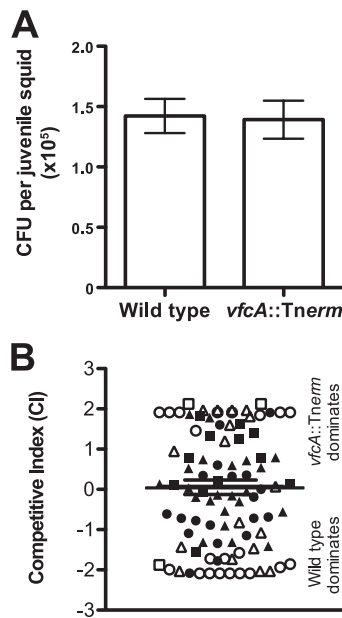 A
CFU per juvenile squid
(x10⁵)
2.0
1.5
1.0
0.5
0
Wild type
vfcA::Tnerm
B
Competitive Index (CI)
3
2
1
0
-1
-2
-3
vfcA::Tnerm
dominates
Wild type
dominates